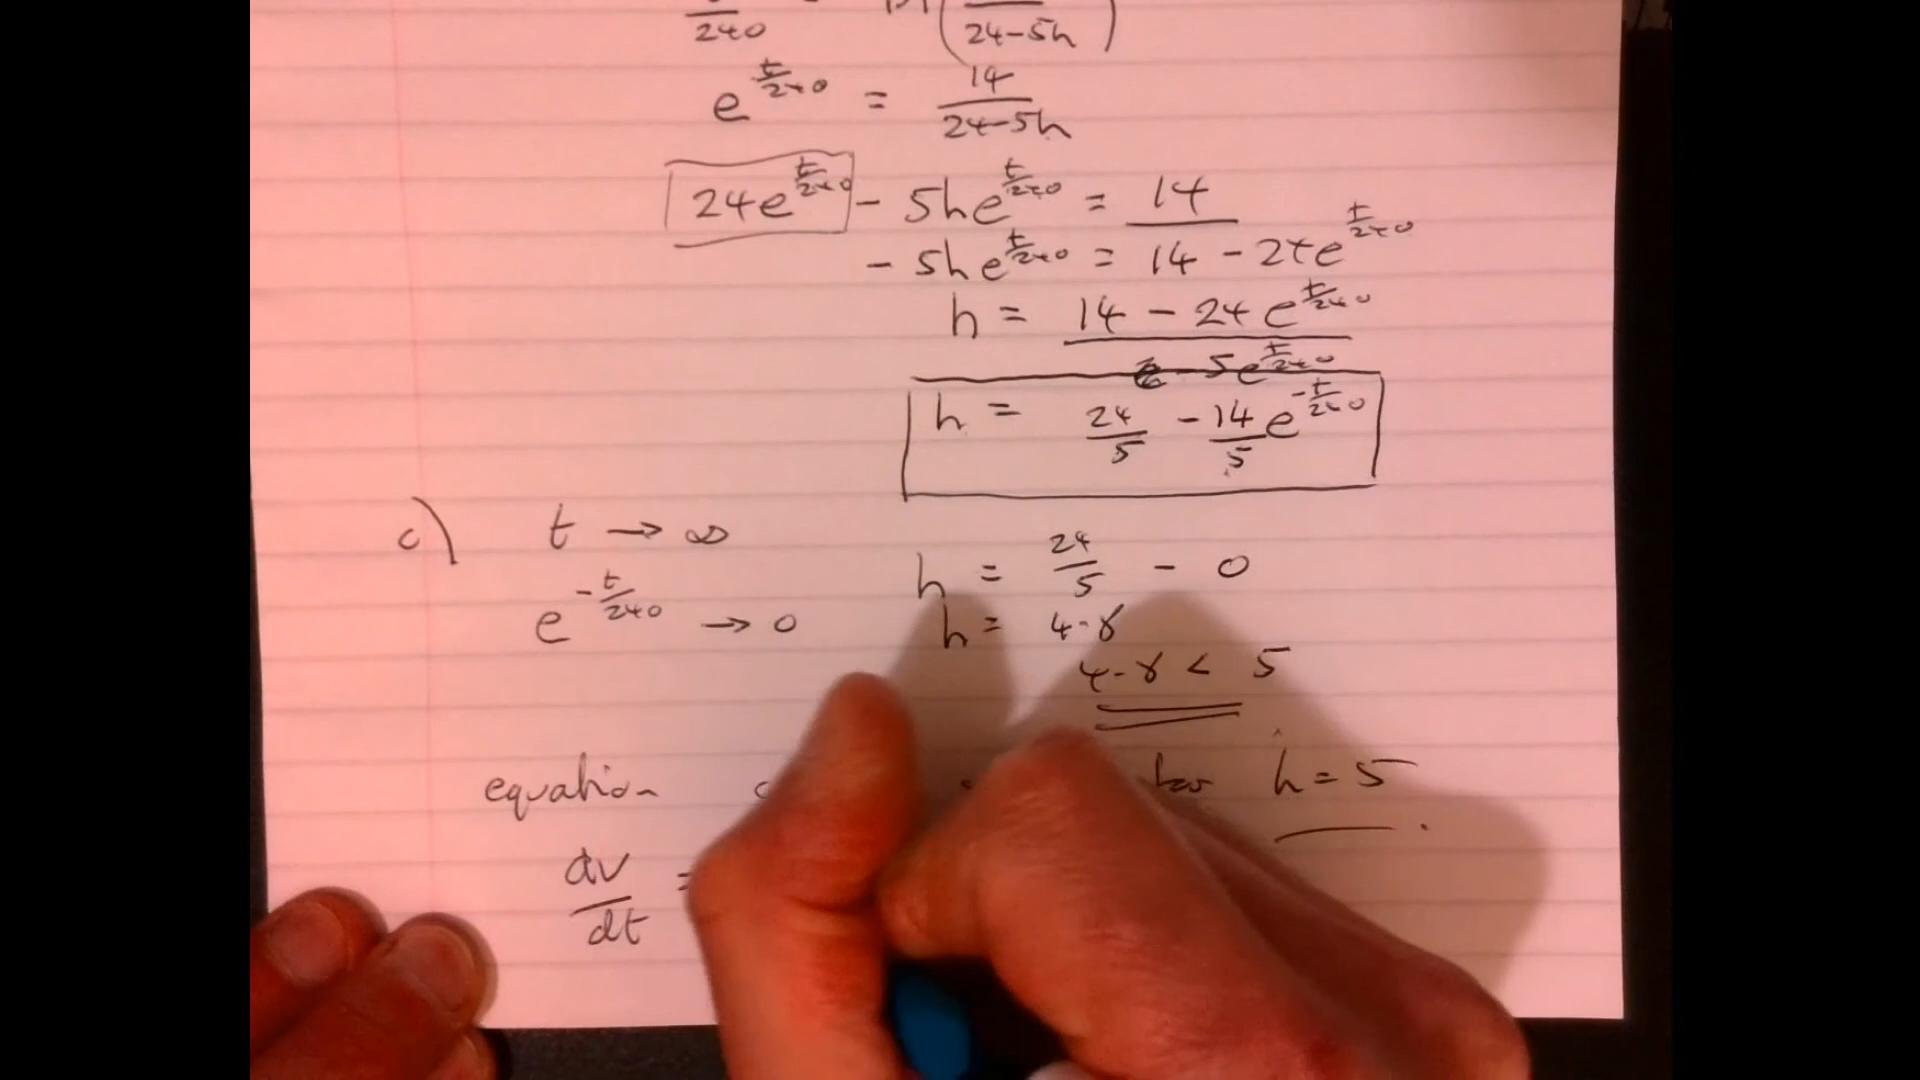 240 (24-5h)
e^{t/240} = 14/(24-5h)
24e^{t/240} - 5he^{t/240} = 14
- 5he^{t/240} = 14 - 24e^{t/240}
h = (14 - 24e^{t/240})/(-5e^{t/240})
h = 24/5 - 14/5 e^{-t/240}
c) t → ∞
h = 24/5 - 0
e^{-t/240} → 0
h = 4.8
4.8 < 5
equation h = 5
dv/dt =